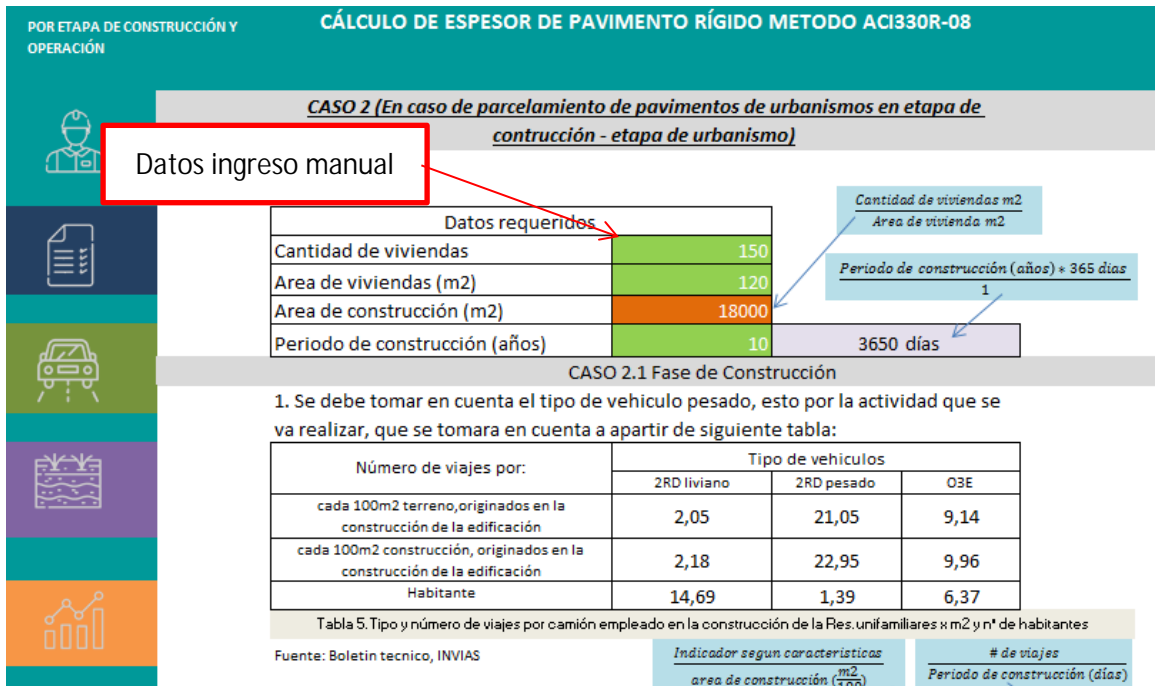 POR ETAPA DE CONSTRUCCIÓN Y
OPERACIÓN
CÁLCULO DE ESPESOR DE PAVIMENTO RÍGIDO METODO ACI330R-08
CASO 2 (En caso de parcelamiento de pavimentos de urbanismos en etapa de
contrucción - etapa de urbanismo)
Datos ingreso manual
Cantidad de viviendas m2
Area de vivienda m2
Periodo de construcción (años) * 365 dias
1
Datos requeridos
Cantidad de viviendas 150
Area de viviendas (m2) 120
Area de construcción (m2) 18000
Periodo de construcción (años) 10 3650 días
CASO 2.1 Fase de Construcción
1. Se debe tomar en cuenta el tipo de vehiculo pesado, esto por la actividad que se
va realizar, que se tomara en cuenta a apartir de siguiente tabla:
Número de viajes por: Tipo de vehiculos
2RD liviano 2RD pesado O3E
cada 100m2 terreno,originados en la
construcción de la edificación 2,05 21,05 9,14
cada 100m2 construcción, originados en la
construcción de la edificación 2,18 22,95 9,96
Habitante 14,69 1,39 6,37
Tabla 5. Tipo y número de viajes por camión empleado en la construcción de la Res. unifamiliares x m2 y n° de habitantes
Fuente: Boletin tecnico, INVIAS
Indicador segun caracteristicas
area de construcción (m2
# de viajes
Periodo de construcción (días)